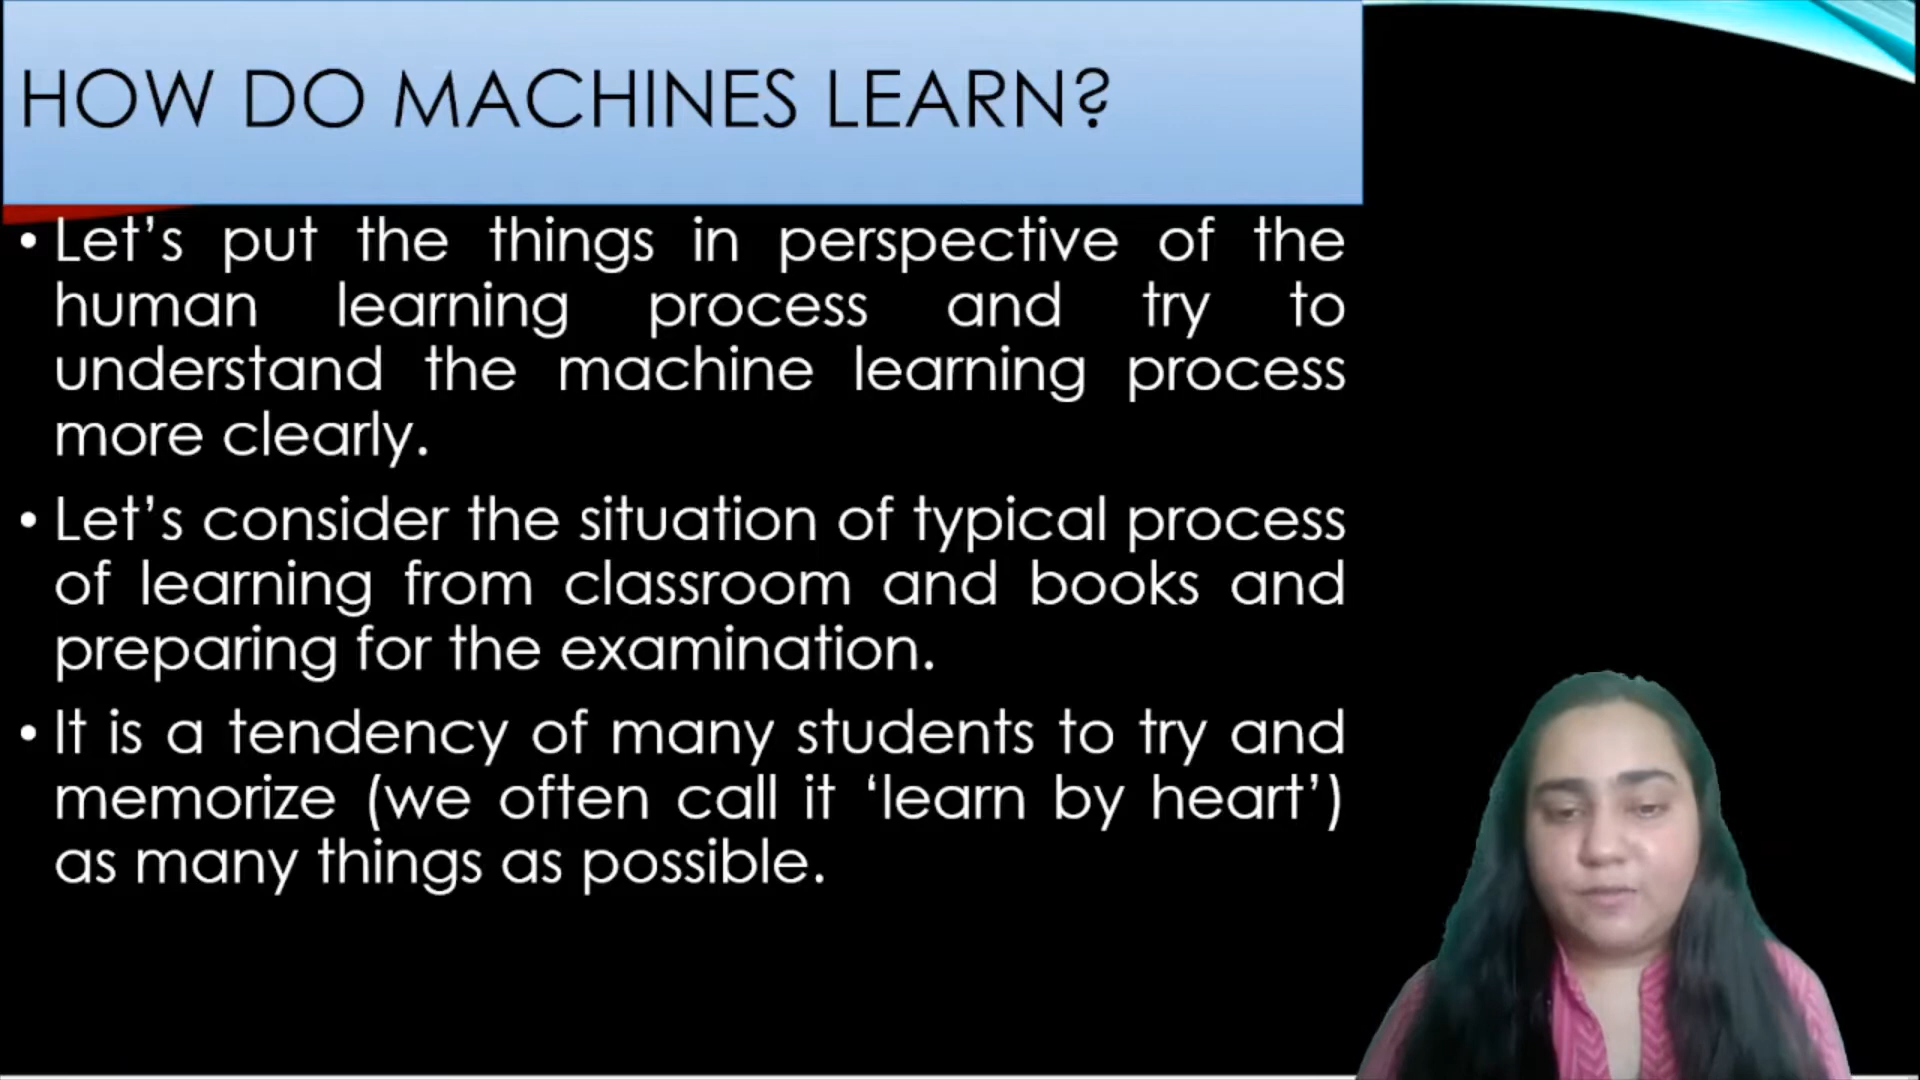 HOW DO MACHINES LEARN?
• Let’s put the things in perspective of the
human learning process and try to
understand the machine learning process
more clearly.
• Let’s consider the situation of typical process
of learning from classroom and books and
preparing for the examination.
• It is a tendency of many students to try and
memorize (we often call it ‘learn by heart’)
as many things as possible.